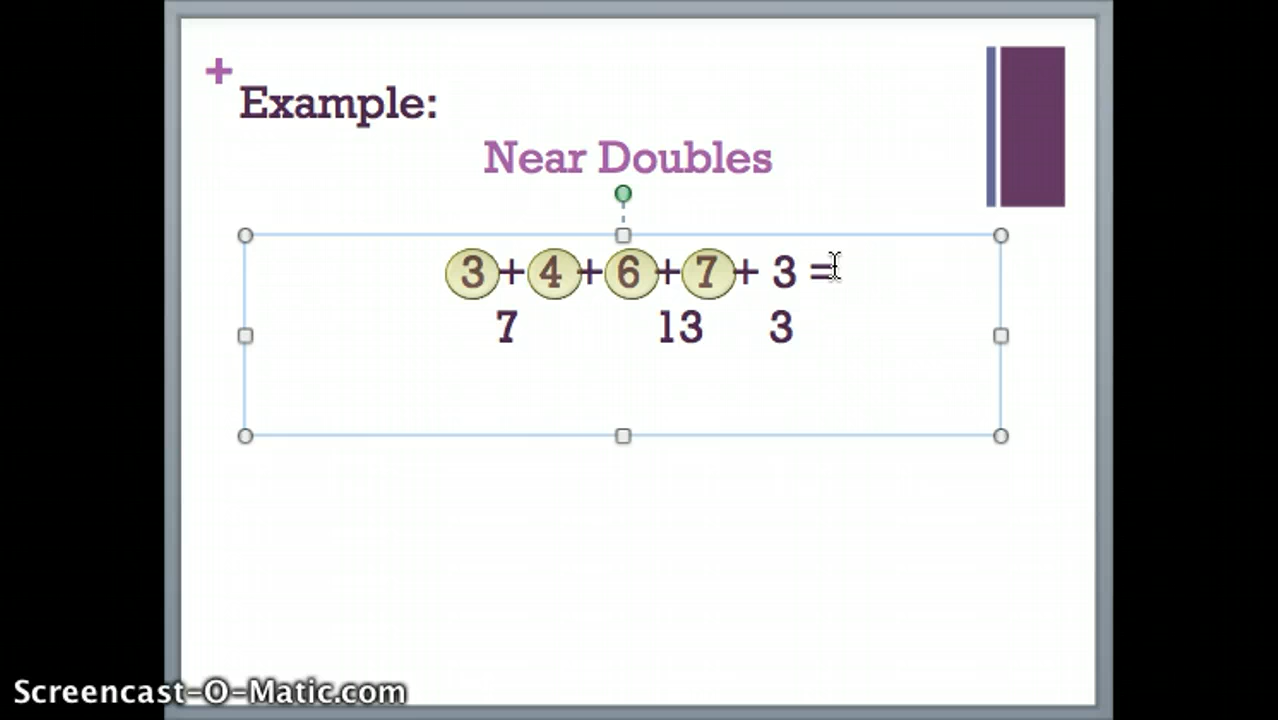 +
Example:
Near Doubles
3+4+6+7+ 3 =
7 13 3
Screencast-O-Matic.com